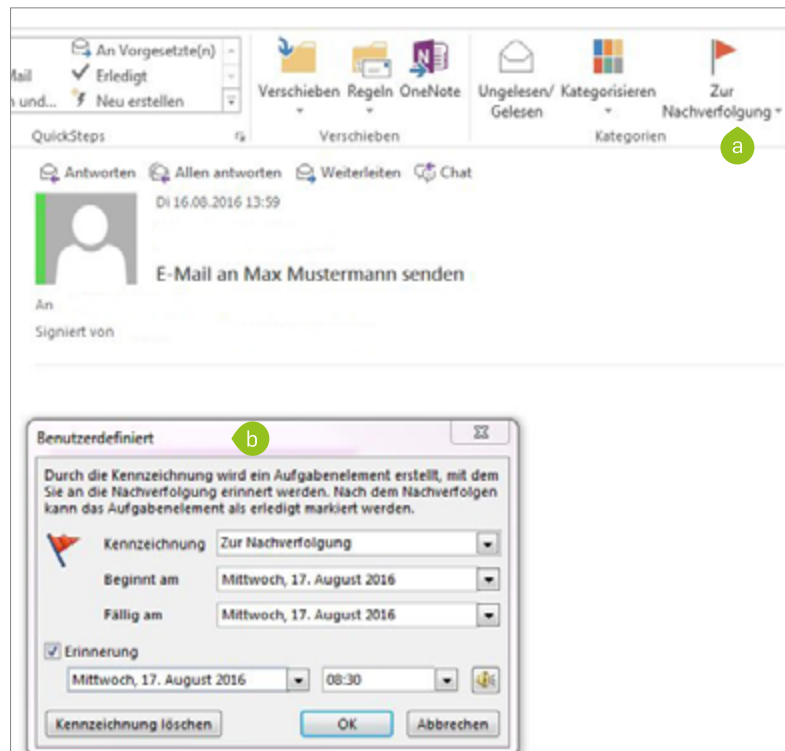 An Vorgesetzte(n)
Mail Erledigt
n und... Neu erstellen
QuickSteps
Verschieben Regeln OneNote
Verschieben
Ungelesen/ Kategorisieren Zur
Gelesen Nachverfolgung
Kategorien
a
Antworten Allen antworten Weiterleiten Chat
Di 16.08.2016 13:59
E-Mail an Max Mustermann senden
An
Signiert von
Benutzerdefiniert
b
Durch die Kennzeichnung wird ein Aufgabenelement erstellt, mit dem
Sie an die Nachverfolgung erinnert werden. Nach dem Nachverfolgen
kann das Aufgabenelement als erledigt markiert werden.
Kennzeichnung Zur Nachverfolgung
Beginnt am Mittwoch, 17. August 2016
Fällig am Mittwoch, 17. August 2016
Erinnerung
Mittwoch, 17. August 2016 08:30
Kennzeichnung löschen OK Abbrechen